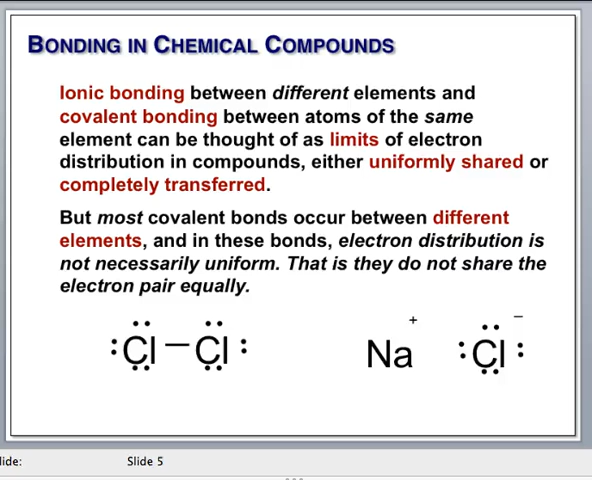 BONDING IN CHEMICAL COMPOUNDS
Ionic bonding between different elements and
covalent bonding between atoms of the same
element can be thought of as limits of electron
distribution in compounds, either uniformly shared or
completely transferred.
But most covalent bonds occur between different
elements, and in these bonds, electron distribution is
not necessarily uniform. That is they do not share the
electron pair equally.
:Cl — Cl: Na + :Cl: −
lide: Slide 5